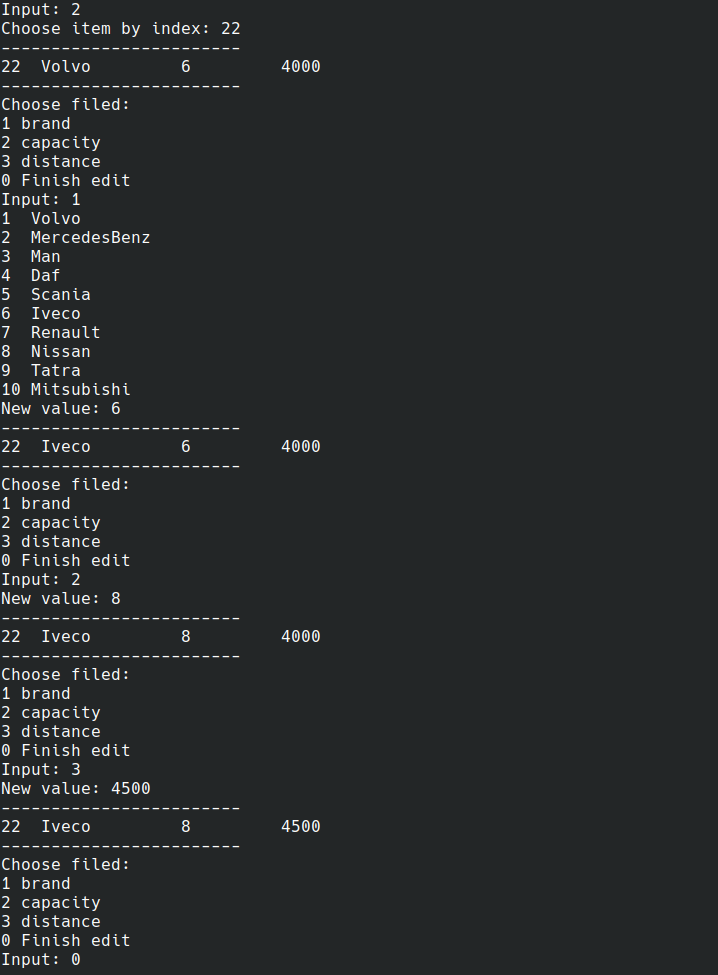 Input: 2
Choose item by index: 22
------------------------
22  Volvo         6         4000
------------------------
Choose filed:
1 brand
2 capacity
3 distance
0 Finish edit
Input: 1
1  Volvo
2  MercedesBenz
3  Man
4  Daf
5  Scania
6  Iveco
7  Renault
8  Nissan
9  Tatra
10 Mitsubishi
New value: 6
------------------------
22  Iveco         6         4000
------------------------
Choose filed:
1 brand
2 capacity
3 distance
0 Finish edit
Input: 2
New value: 8
------------------------
22  Iveco         8         4000
------------------------
Choose filed:
1 brand
2 capacity
3 distance
0 Finish edit
Input: 3
New value: 4500
------------------------
22  Iveco         8         4500
------------------------
Choose filed:
1 brand
2 capacity
3 distance
0 Finish edit
Input: 0